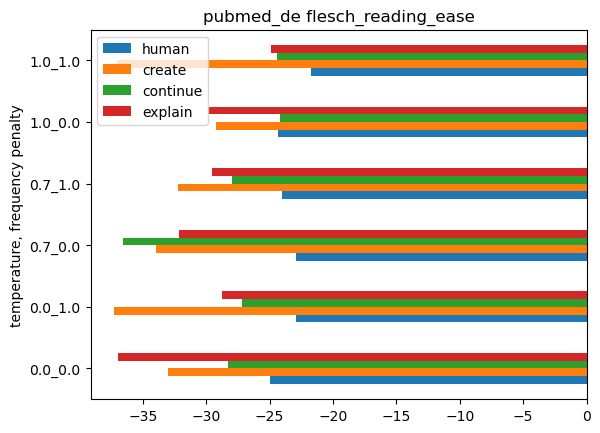 pubmed_de flesch_reading_ease
human
create
continue
explain
temperature, frequency penalty
1.0_1.0
1.0_0.0
0.7_1.0
0.7_0.0
0.0_1.0
0.0_0.0
−35 −30 −25 −20 −15 −10 −5 0